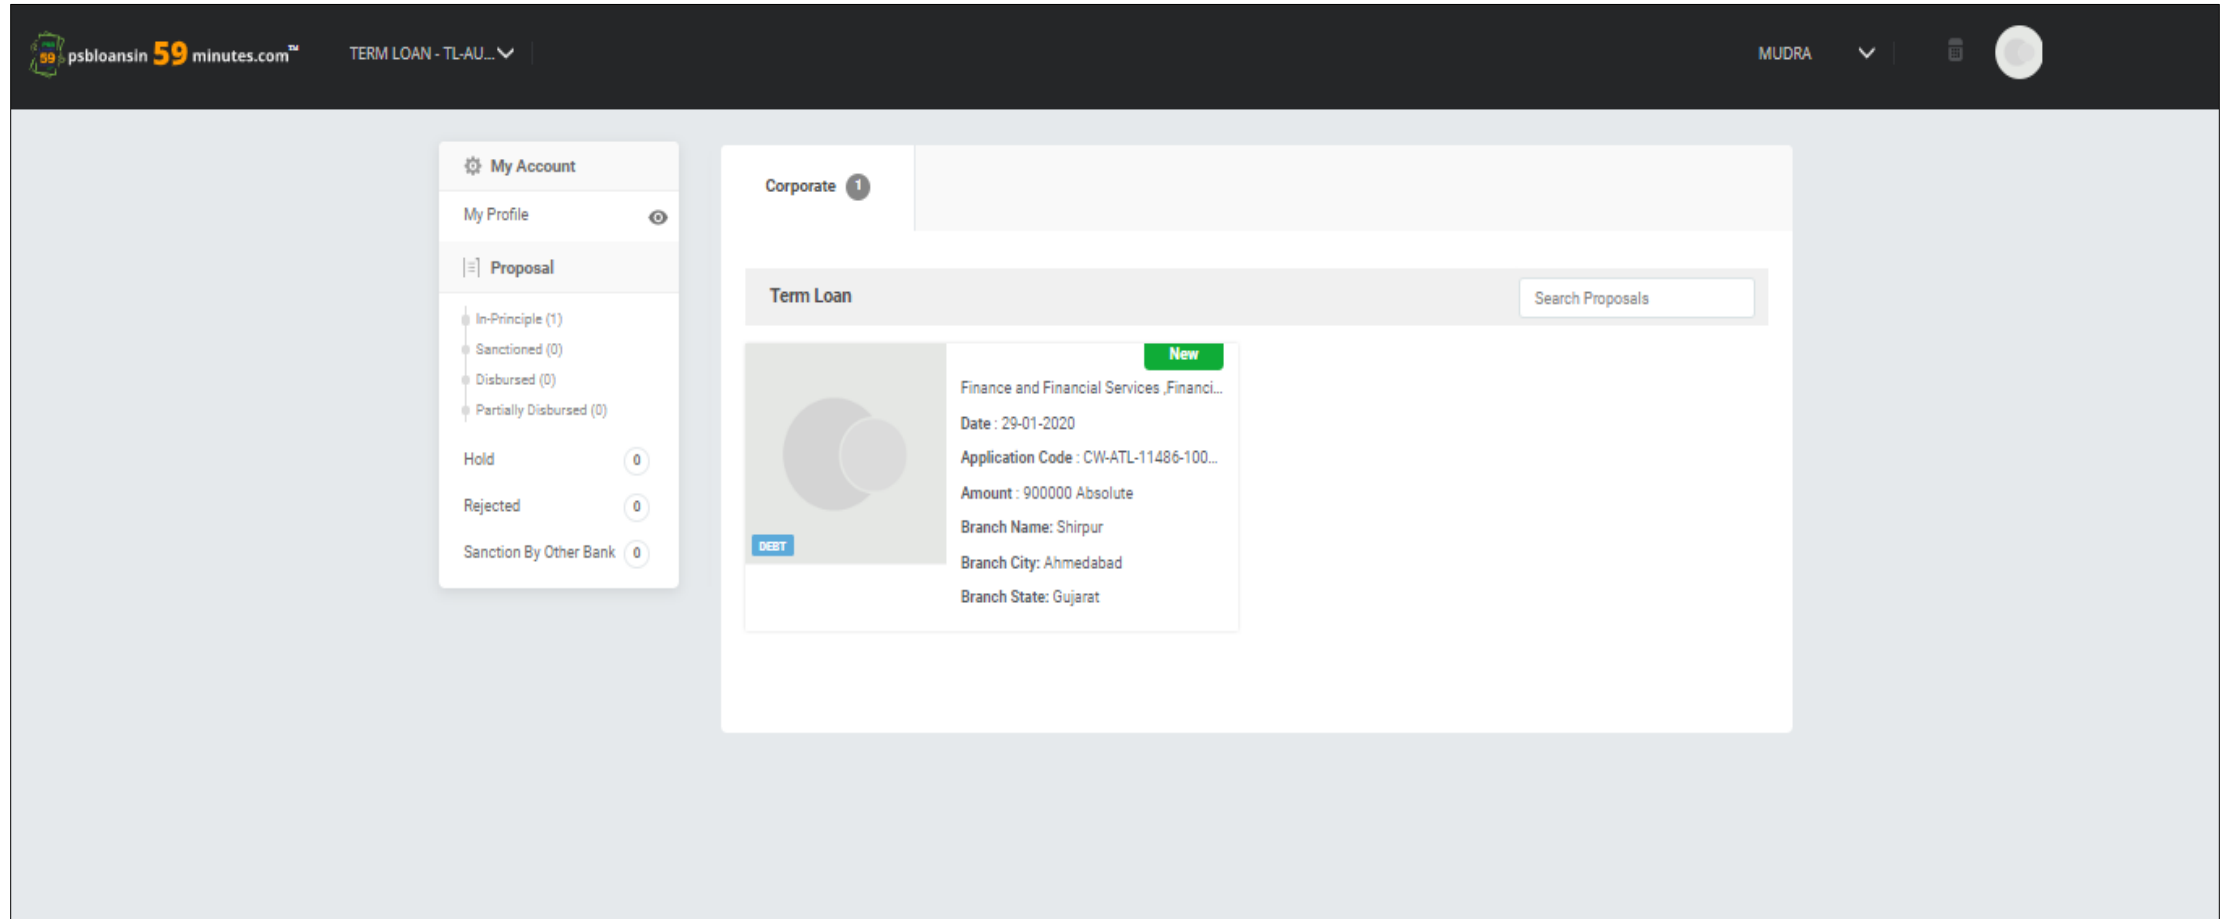 psbloansin 59 minutes.com™
TERM LOAN - TL-AU...
MUDRA
My Account
My Profile
Proposal
In-Principle (1)
Sanctioned (0)
Disbursed (0)
Partially Disbursed (0)
Hold 0
Rejected 0
Sanction By Other Bank 0
Corporate 1
Term Loan
Search Proposals
New
DEBT
Finance and Financial Services ,Financi...
Date : 29-01-2020
Application Code : CW-ATL-11486-100...
Amount : 900000 Absolute
Branch Name: Shirpur
Branch City: Ahmedabad
Branch State: Gujarat